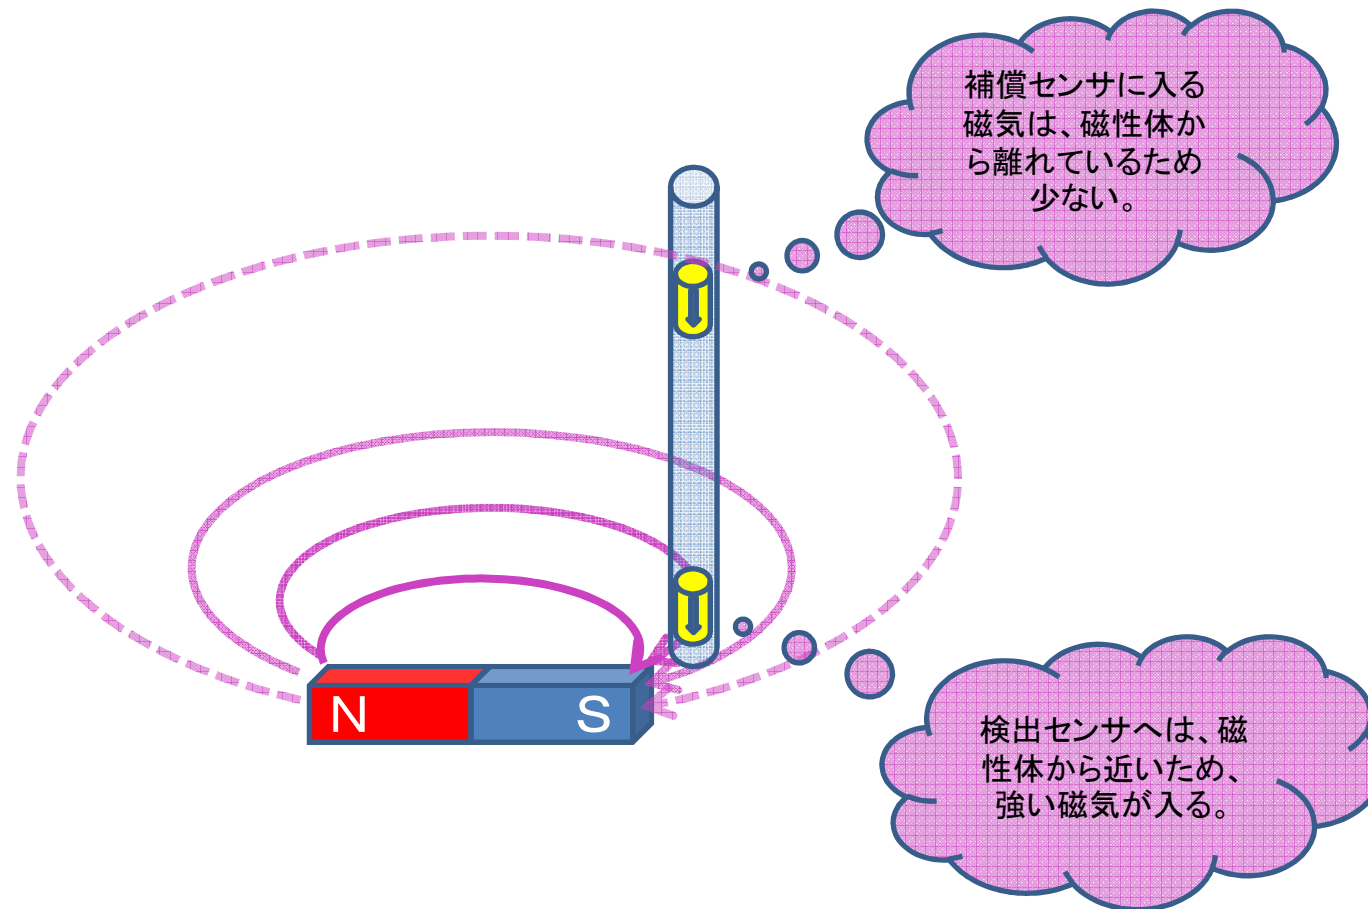 補償センサに入る
磁気は、磁性体か
ら離れているため
少ない。
N
S
検出センサへは、磁
性体から近いため、
強い磁気が入る。